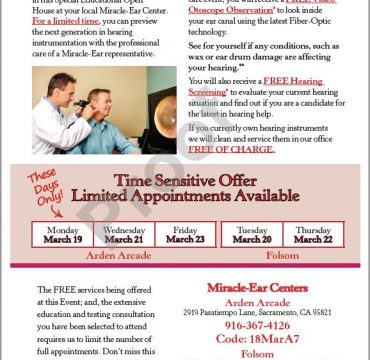 in this special Educational Open
House at your local Miracle-Ear Center.
For a limited time, you can preview
the next generation in hearing
instrumentation with the professional
care of a Miracle-Ear representative.
care event, you will receive a FREE Video
Otoscope Observation* to look inside
your ear canal using the latest Fiber-Optic
technology.
See for yourself if any conditions, such as
wax or ear drum damage are affecting
your hearing.**
You will also receive a FREE Hearing
Screening* to evaluate your current hearing
situation and find out if you are a candidate for
the latest in hearing help.
If you currently own hearing instruments
we will clean and service them in our office
FREE OF CHARGE.
Proof
These
Days
Only!
Time Sensitive Offer
Limited Appointments Available
Monday Wednesday Friday Tuesday Thursday
March 19 March 21 March 23 March 20 March 22
Arden Arcade Folsom
The FREE services being offered
at this Event; and, the extensive
education and testing consultation
you have been selected to attend
requires us to limit the number of
full appointments. Don't miss this
Miracle-Ear Centers
Arden Arcade
2919 Pasatiempo Lane, Sacramento, CA 95821
916-367-4126
Code: 18MarA7
Folsom